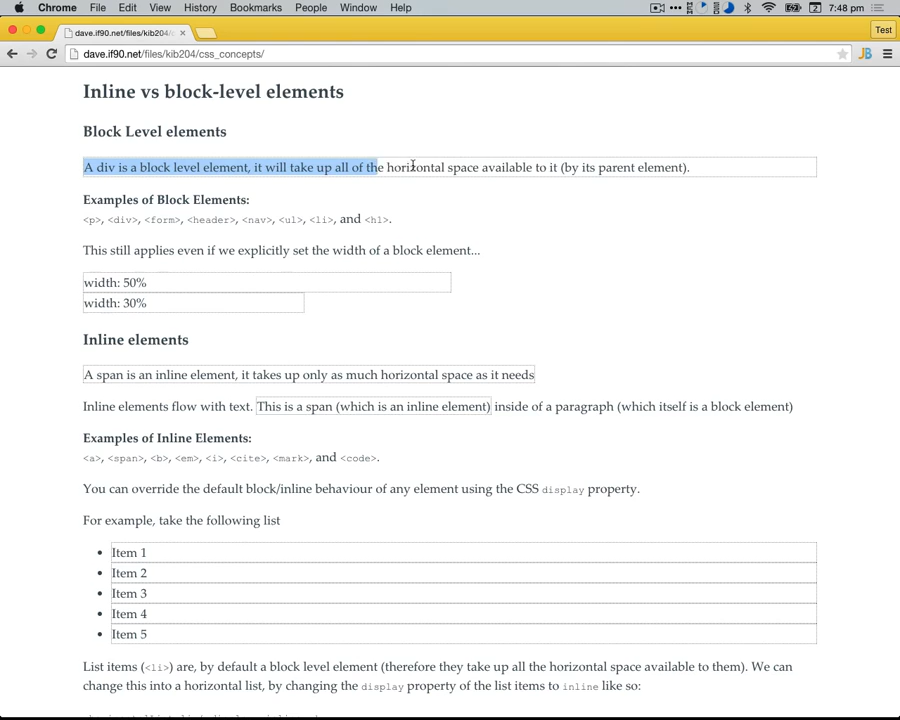 Chrome File Edit View History Bookmarks People Window Help 7:48 pm
dave.if90.net/files/kib204/c Test
dave.if90.net/files/kib204/css_concepts/
Inline vs block-level elements
Block Level elements
A div is a block level element, it will take up all of the horizontal space available to it (by its parent element).
Examples of Block Elements:
<p>, <div>, <form>, <header>, <nav>, <ul>, <li>, and <h1>.
This still applies even if we explicitly set the width of a block element...
width: 50%
width: 30%
Inline elements
A span is an inline element, it takes up only as much horizontal space as it needs
Inline elements flow with text. This is a span (which is an inline element) inside of a paragraph (which itself is a block element)
Examples of Inline Elements:
<a>, <span>, <b>, <em>, <i>, <cite>, <mark>, and <code>.
You can override the default block/inline behaviour of any element using the CSS display property.
For example, take the following list
• Item 1
• Item 2
• Item 3
• Item 4
• Item 5
List items (<li>) are, by default a block level element (therefore they take up all the horizontal space available to them). We can
change this into a horizontal list, by changing the display property of the list items to inline like so: